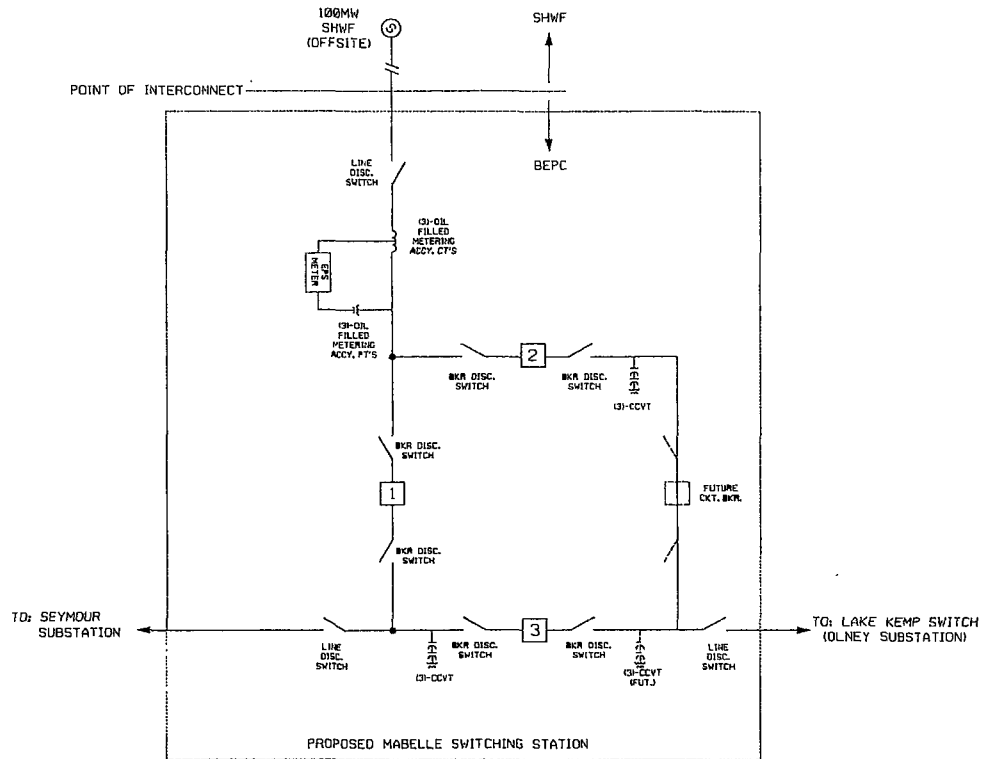 100MW
SHWF
(OFFSITE)
SHWF
POINT OF INTERCONNECT
BEPC
LINE
DISC.
SWITCH
(3)-OIL
FILLED
METERING
ACCY. CT'S
EPS
METER
(3)-OIL
FILLED
METERING
ACCY. PT'S
2
BKR DISC.
SWITCH
BKR DISC.
SWITCH
(3)-CCVT
BKR DISC.
SWITCH
1
FUTURE
CKT. BKR.
BKR DISC.
SWITCH
TO: SEYMOUR
SUBSTATION
3
TO: LAKE KEMP SWITCH
(OLNEY SUBSTATION)
LINE
DISC.
SWITCH
(3)-CCVT
BKR DISC.
SWITCH
BKR DISC.
SWITCH
(3)-CCVT
(FUT.)
LINE
DISC.
SWITCH
PROPOSED MABELLE SWITCHING STATION